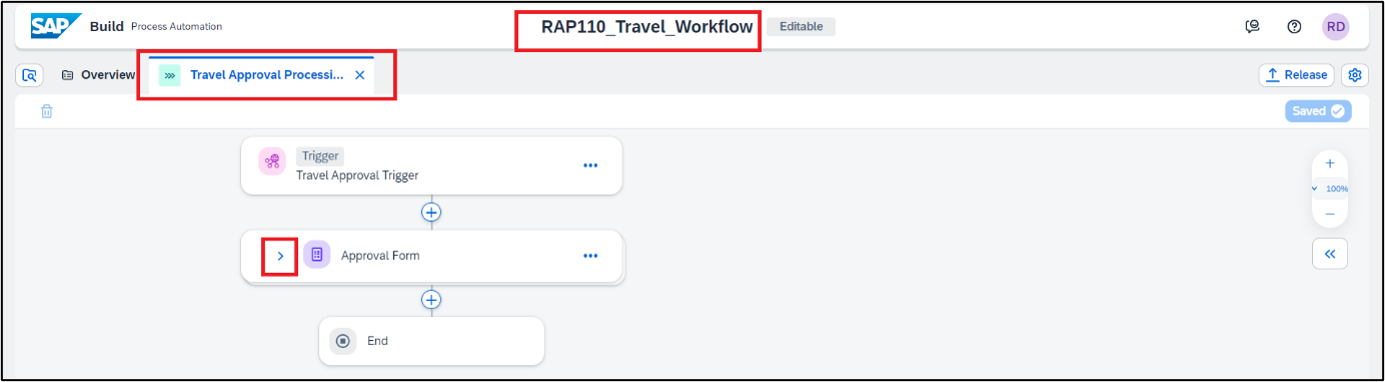 SAP Build Process Automation RAP110_Travel_Workflow Editable RD
Overview Travel Approval Processi... Release
Saved
Trigger
Travel Approval Trigger
100%
Approval Form
End